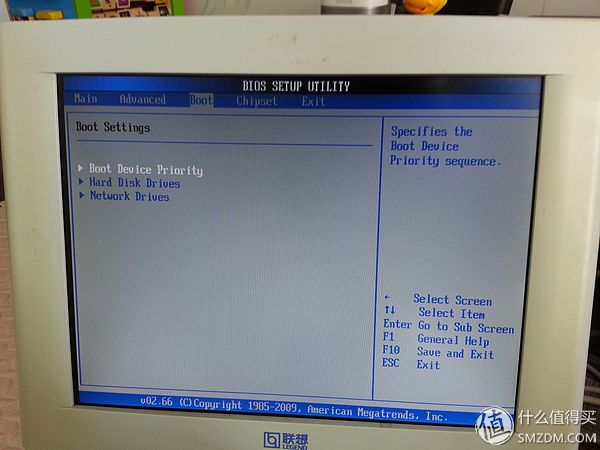 BIOS SETUP UTILITY
Main Advanced Boot Chipset Exit
Boot Settings
Boot Device Priority
Hard Disk Drives
Network Drives
Specifies the
Boot Device
Priority sequence.
← Select Screen
↑↓ Select Item
Enter Go to Sub Screen
F1 General Help
F10 Save and Exit
ESC Exit
v02.66 (C)Copyright 1985-2009, American Megatrends, Inc.
联想
LEGEND
值 什么值得买
SMZDM.COM